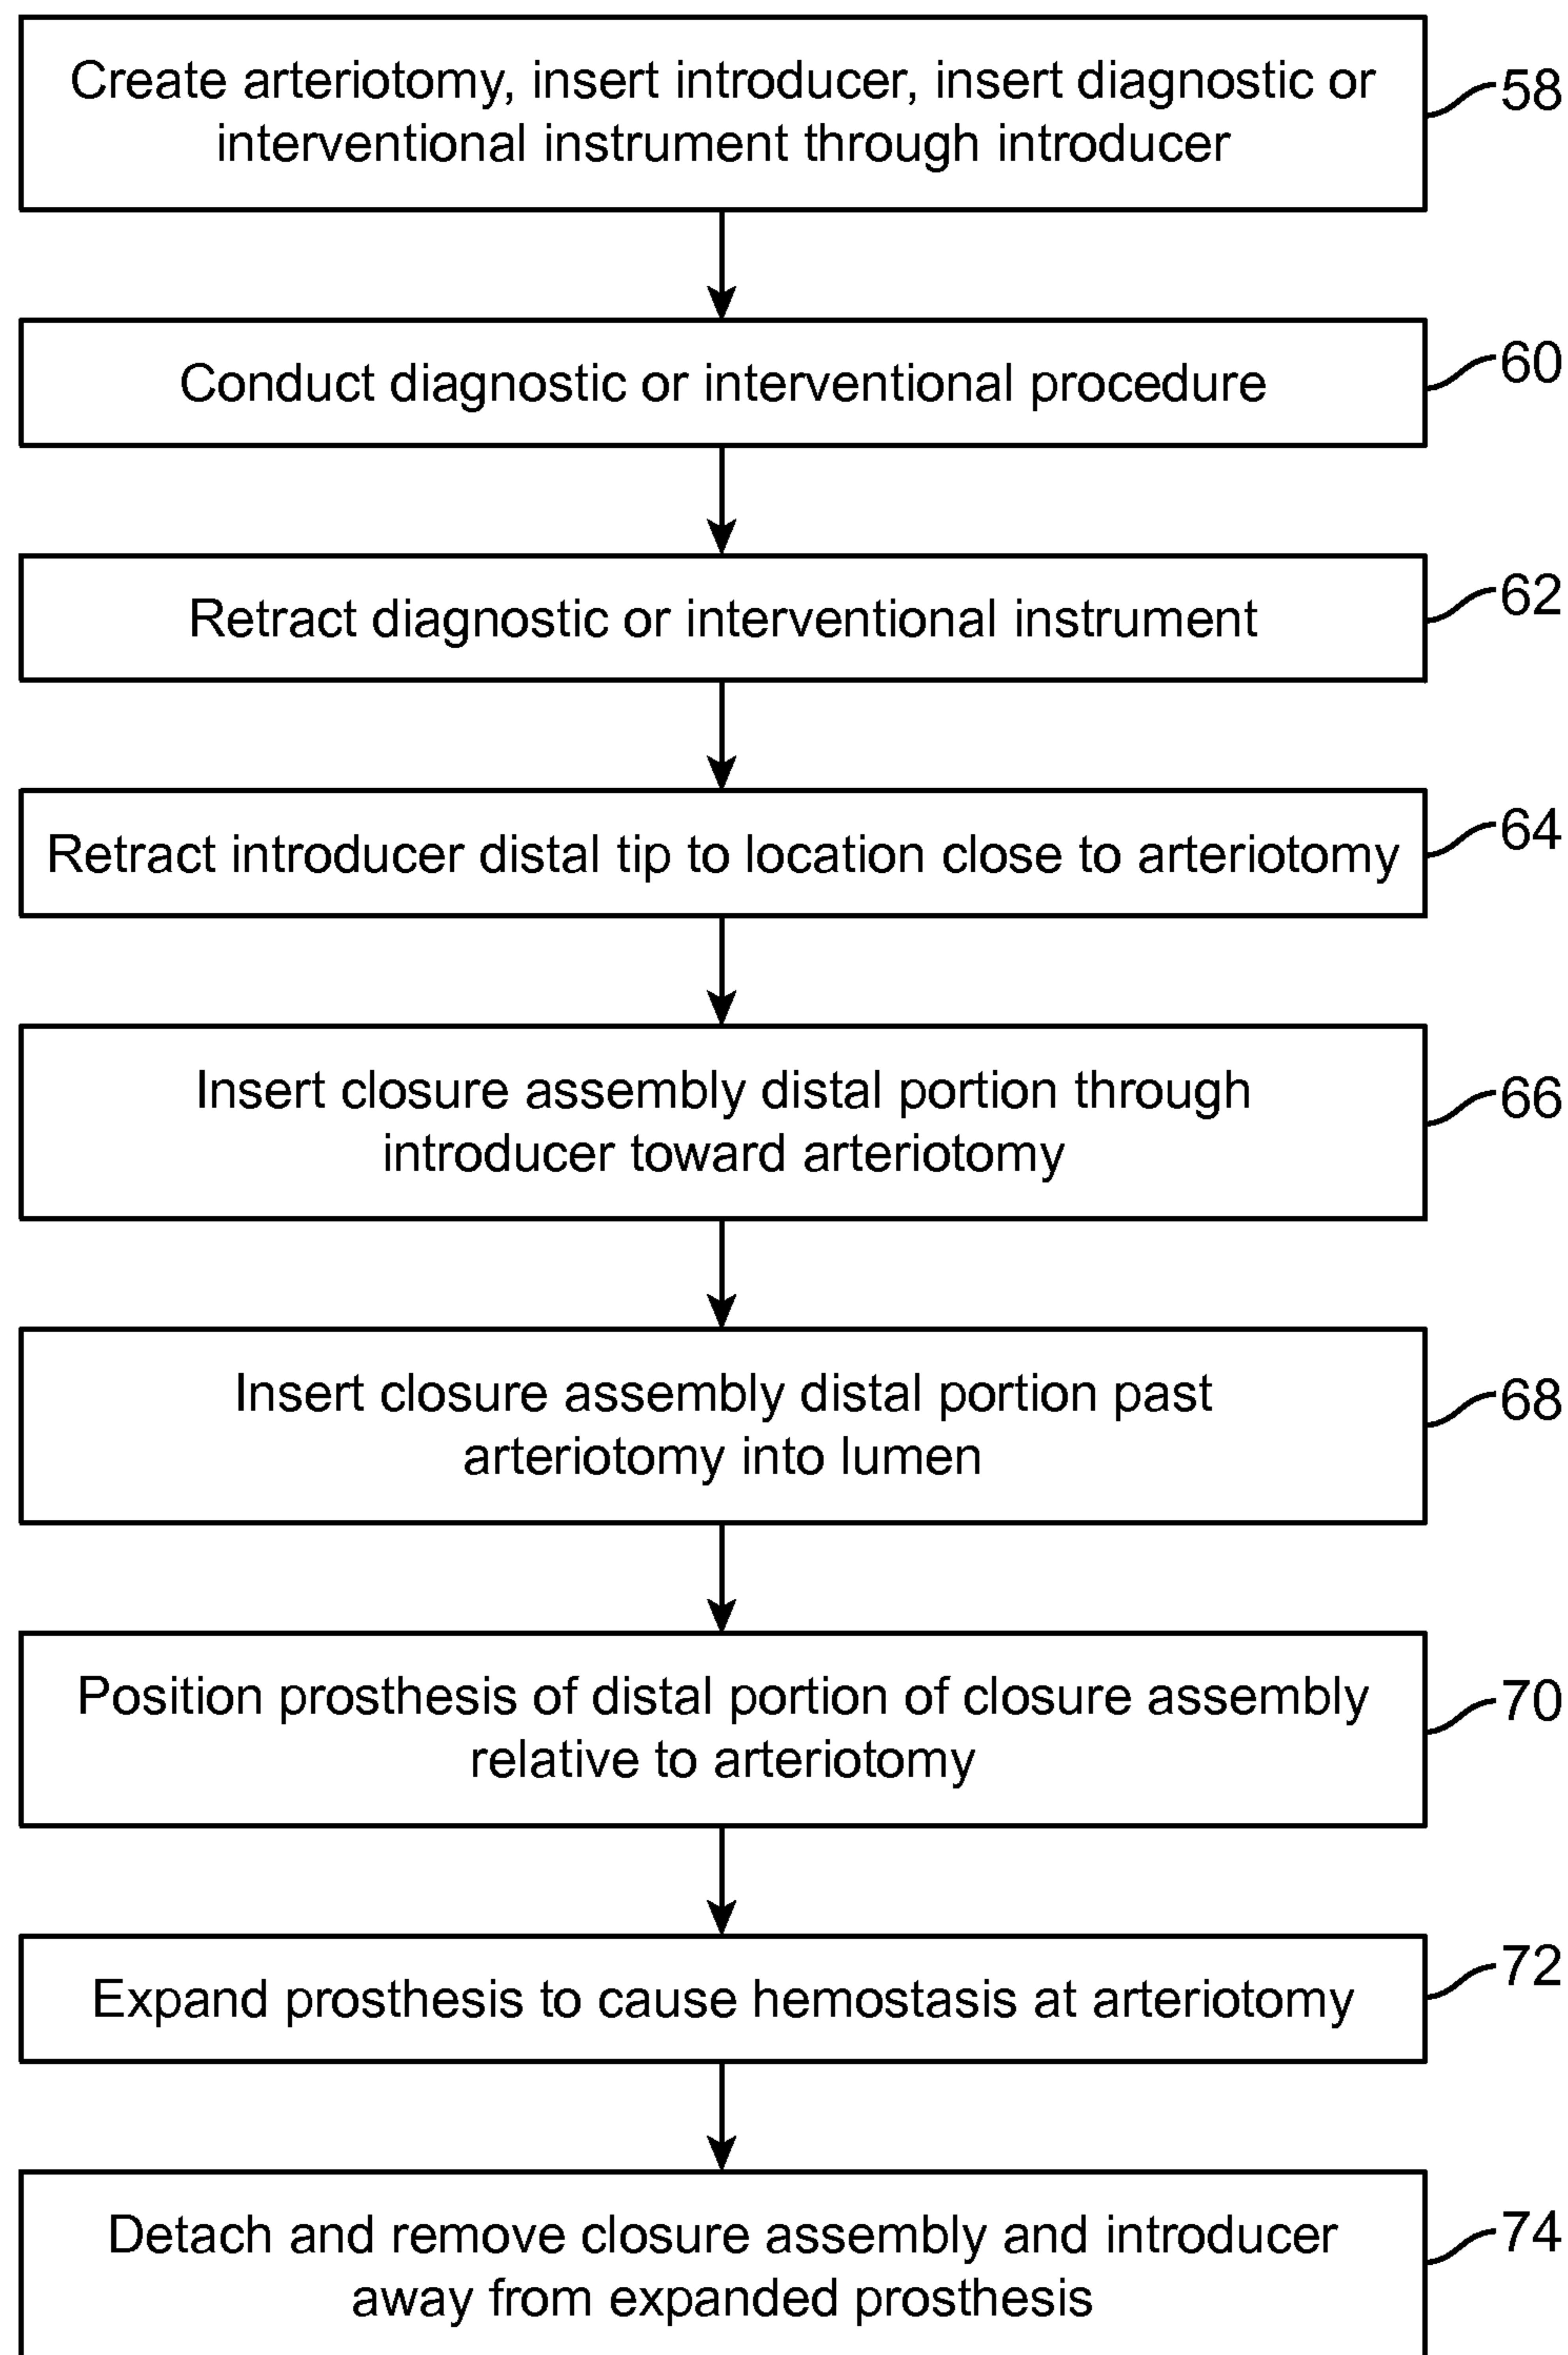 Create arteriotomy, insert introducer, insert diagnostic or
interventional instrument through introducer
58
Conduct diagnostic or interventional procedure
60
Retract diagnostic or interventional instrument
62
Retract introducer distal tip to location close to arteriotomy
64
Insert closure assembly distal portion through
introducer toward arteriotomy
66
Insert closure assembly distal portion past
arteriotomy into lumen
68
Position prosthesis of distal portion of closure assembly
relative to arteriotomy
70
Expand prosthesis to cause hemostasis at arteriotomy
72
Detach and remove closure assembly and introducer
away from expanded prosthesis
74